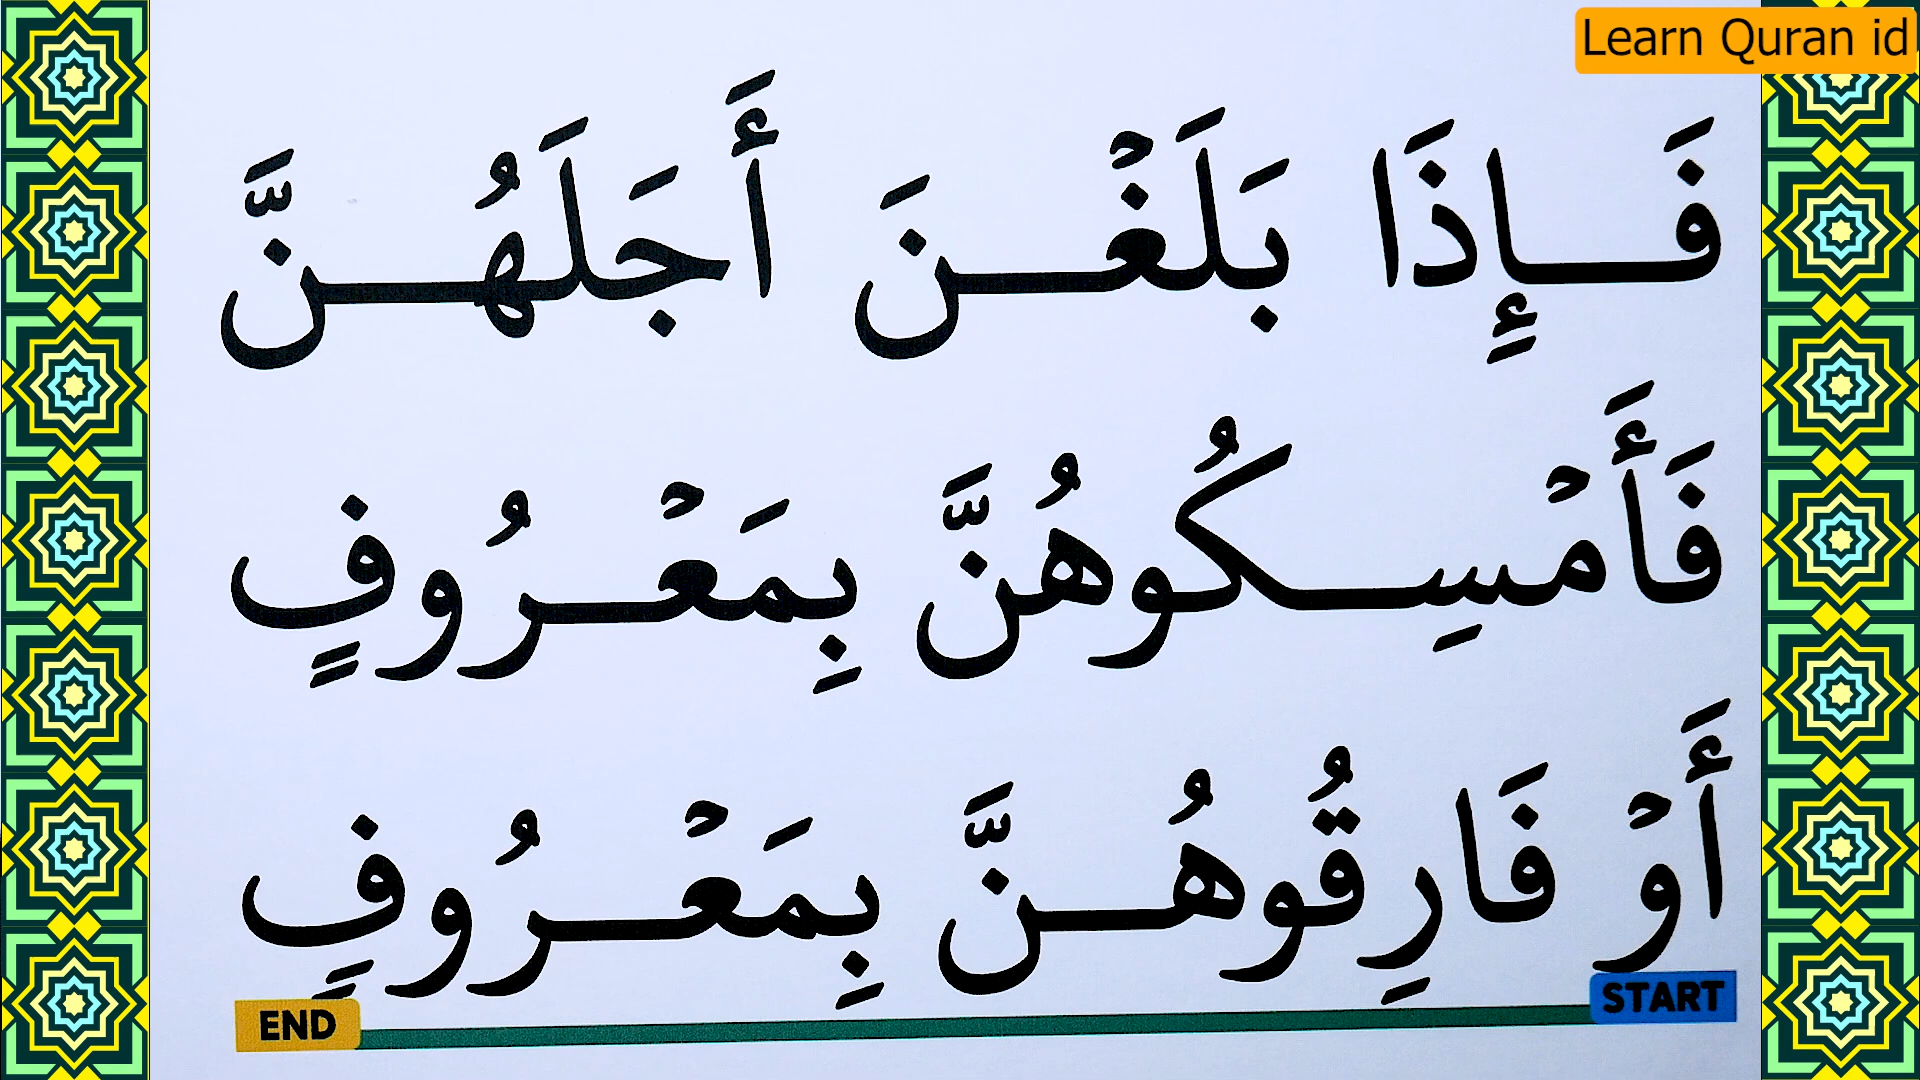 Learn Quran id
فَإِذَا بَلَغْنَ أَجَلَهُنَّ
فَأَمْسِكُوهُنَّ بِمَعْرُوفٍ
أَوْ فَارِقُوهُنَّ بِمَعْرُوفٍ
END START